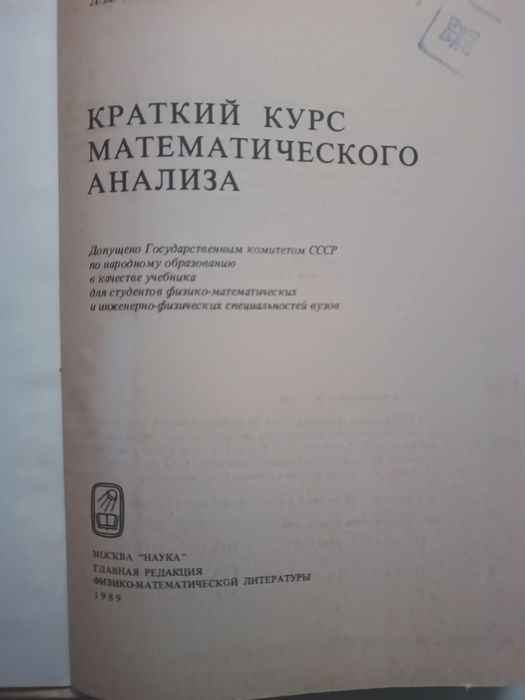 КРАТКИЙ КУРС
МАТЕМАТИЧЕСКОГО
АНАЛИЗА
Допущено Государственным комитетом СССР
по народному образованию
в качестве учебника
для студентов физико-математических
и инженерно-физических специальностей вузов
МОСКВА "НАУКА"
ГЛАВНАЯ РЕДАКЦИЯ
ФИЗИКО-МАТЕМАТИЧЕСКОЙ ЛИТЕРАТУРЫ
1989